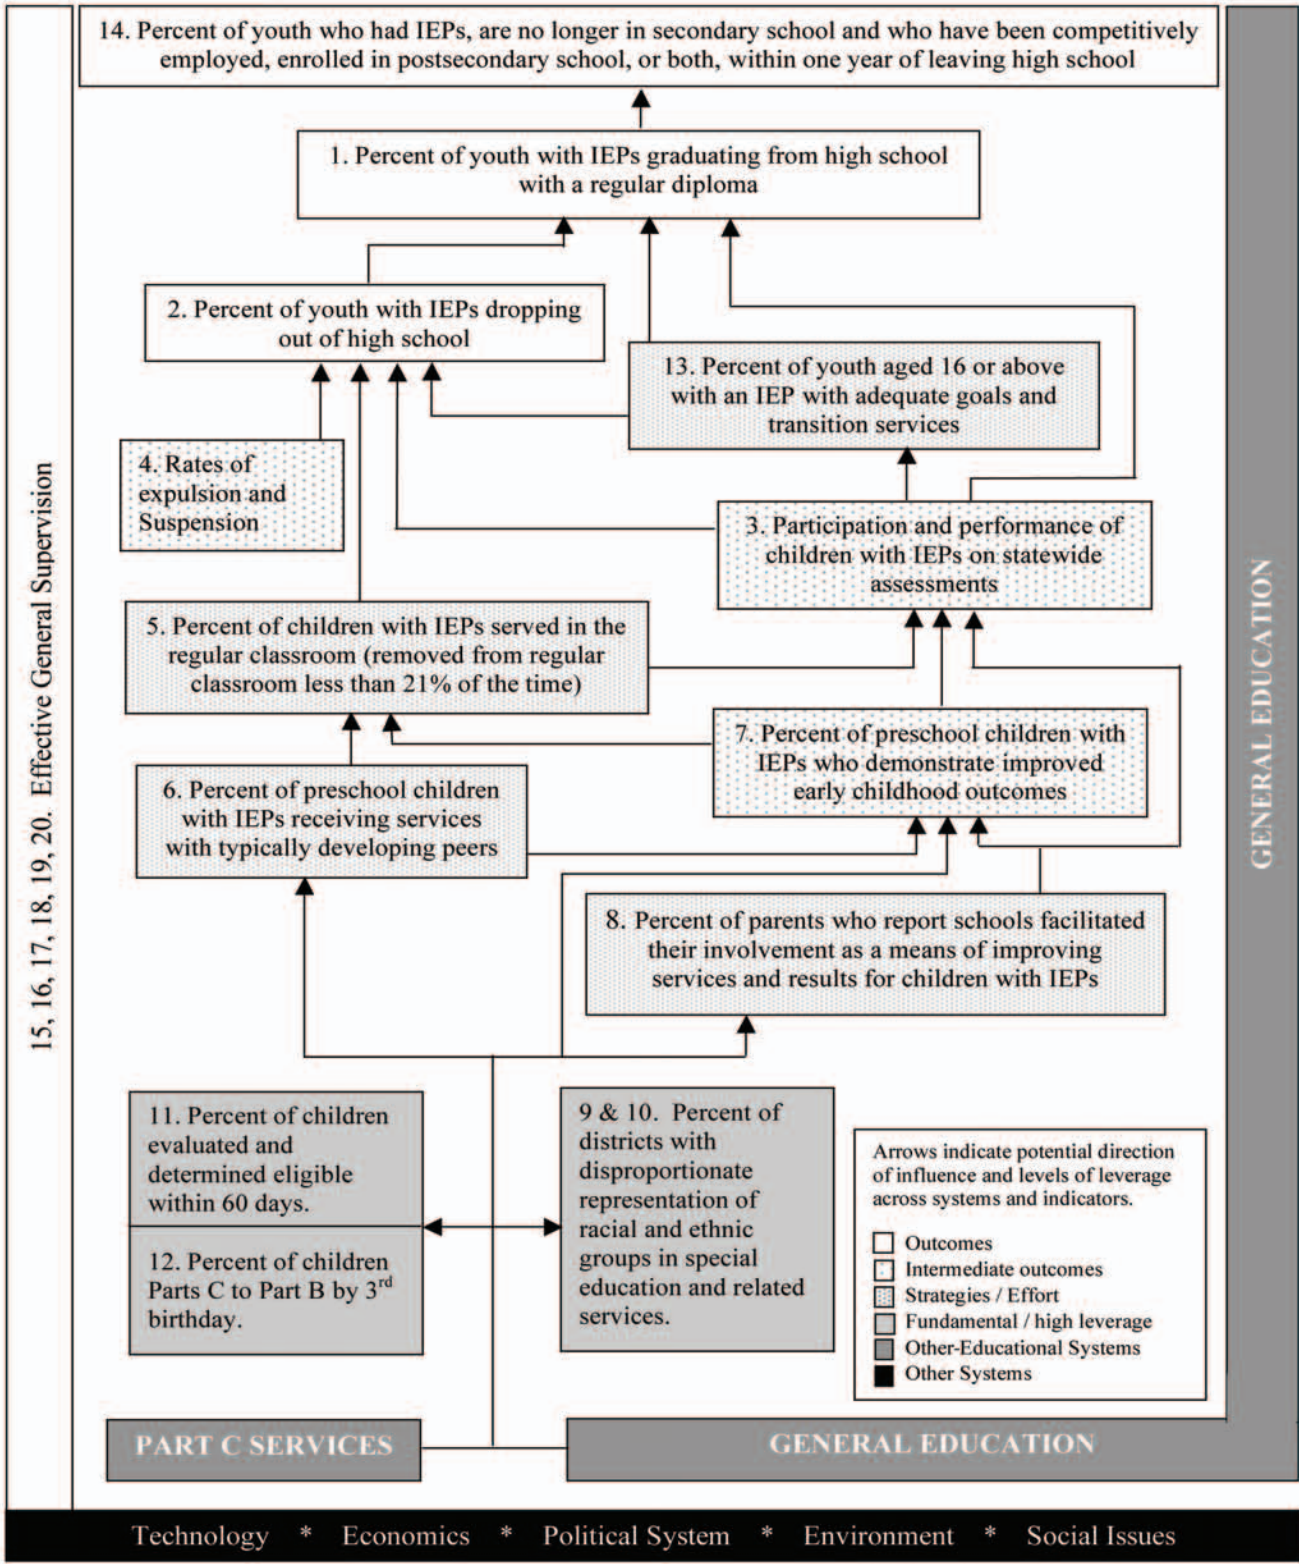 14. Percent of youth who had IEPs, are no longer in secondary school and who have been competitively
employed, enrolled in postsecondary school, or both, within one year of leaving high school
1. Percent of youth with IEPs graduating from high school
with a regular diploma
2. Percent of youth with IEPs dropping
out of high school
13. Percent of youth aged 16 or above
with an IEP with adequate goals and
transition services
4. Rates of
expulsion and
Suspension
3. Participation and performance of
children with IEPs on statewide
assessments
5. Percent of children with IEPs served in the
regular classroom (removed from regular
classroom less than 21% of the time)
7. Percent of preschool children with
IEPs who demonstrate improved
early childhood outcomes
6. Percent of preschool children
with IEPs receiving services
with typically developing peers
8. Percent of parents who report schools facilitated
their involvement as a means of improving
services and results for children with IEPs
11. Percent of children
evaluated and
determined eligible
within 60 days.
12. Percent of children
Parts C to Part B by 3rd
birthday.
9 & 10. Percent of
districts with
disproportionate
representation of
racial and ethnic
groups in special
education and related
services.
Arrows indicate potential direction
of influence and levels of leverage
across systems and indicators.
Outcomes
Intermediate outcomes
Strategies / Effort
Fundamental / high leverage
Other-Educational Systems
Other Systems
15, 16, 17, 18, 19, 20. Effective General Supervision
GENERAL EDUCATION
PART C SERVICES
GENERAL EDUCATION
Technology * Economics * Political System * Environment * Social Issues